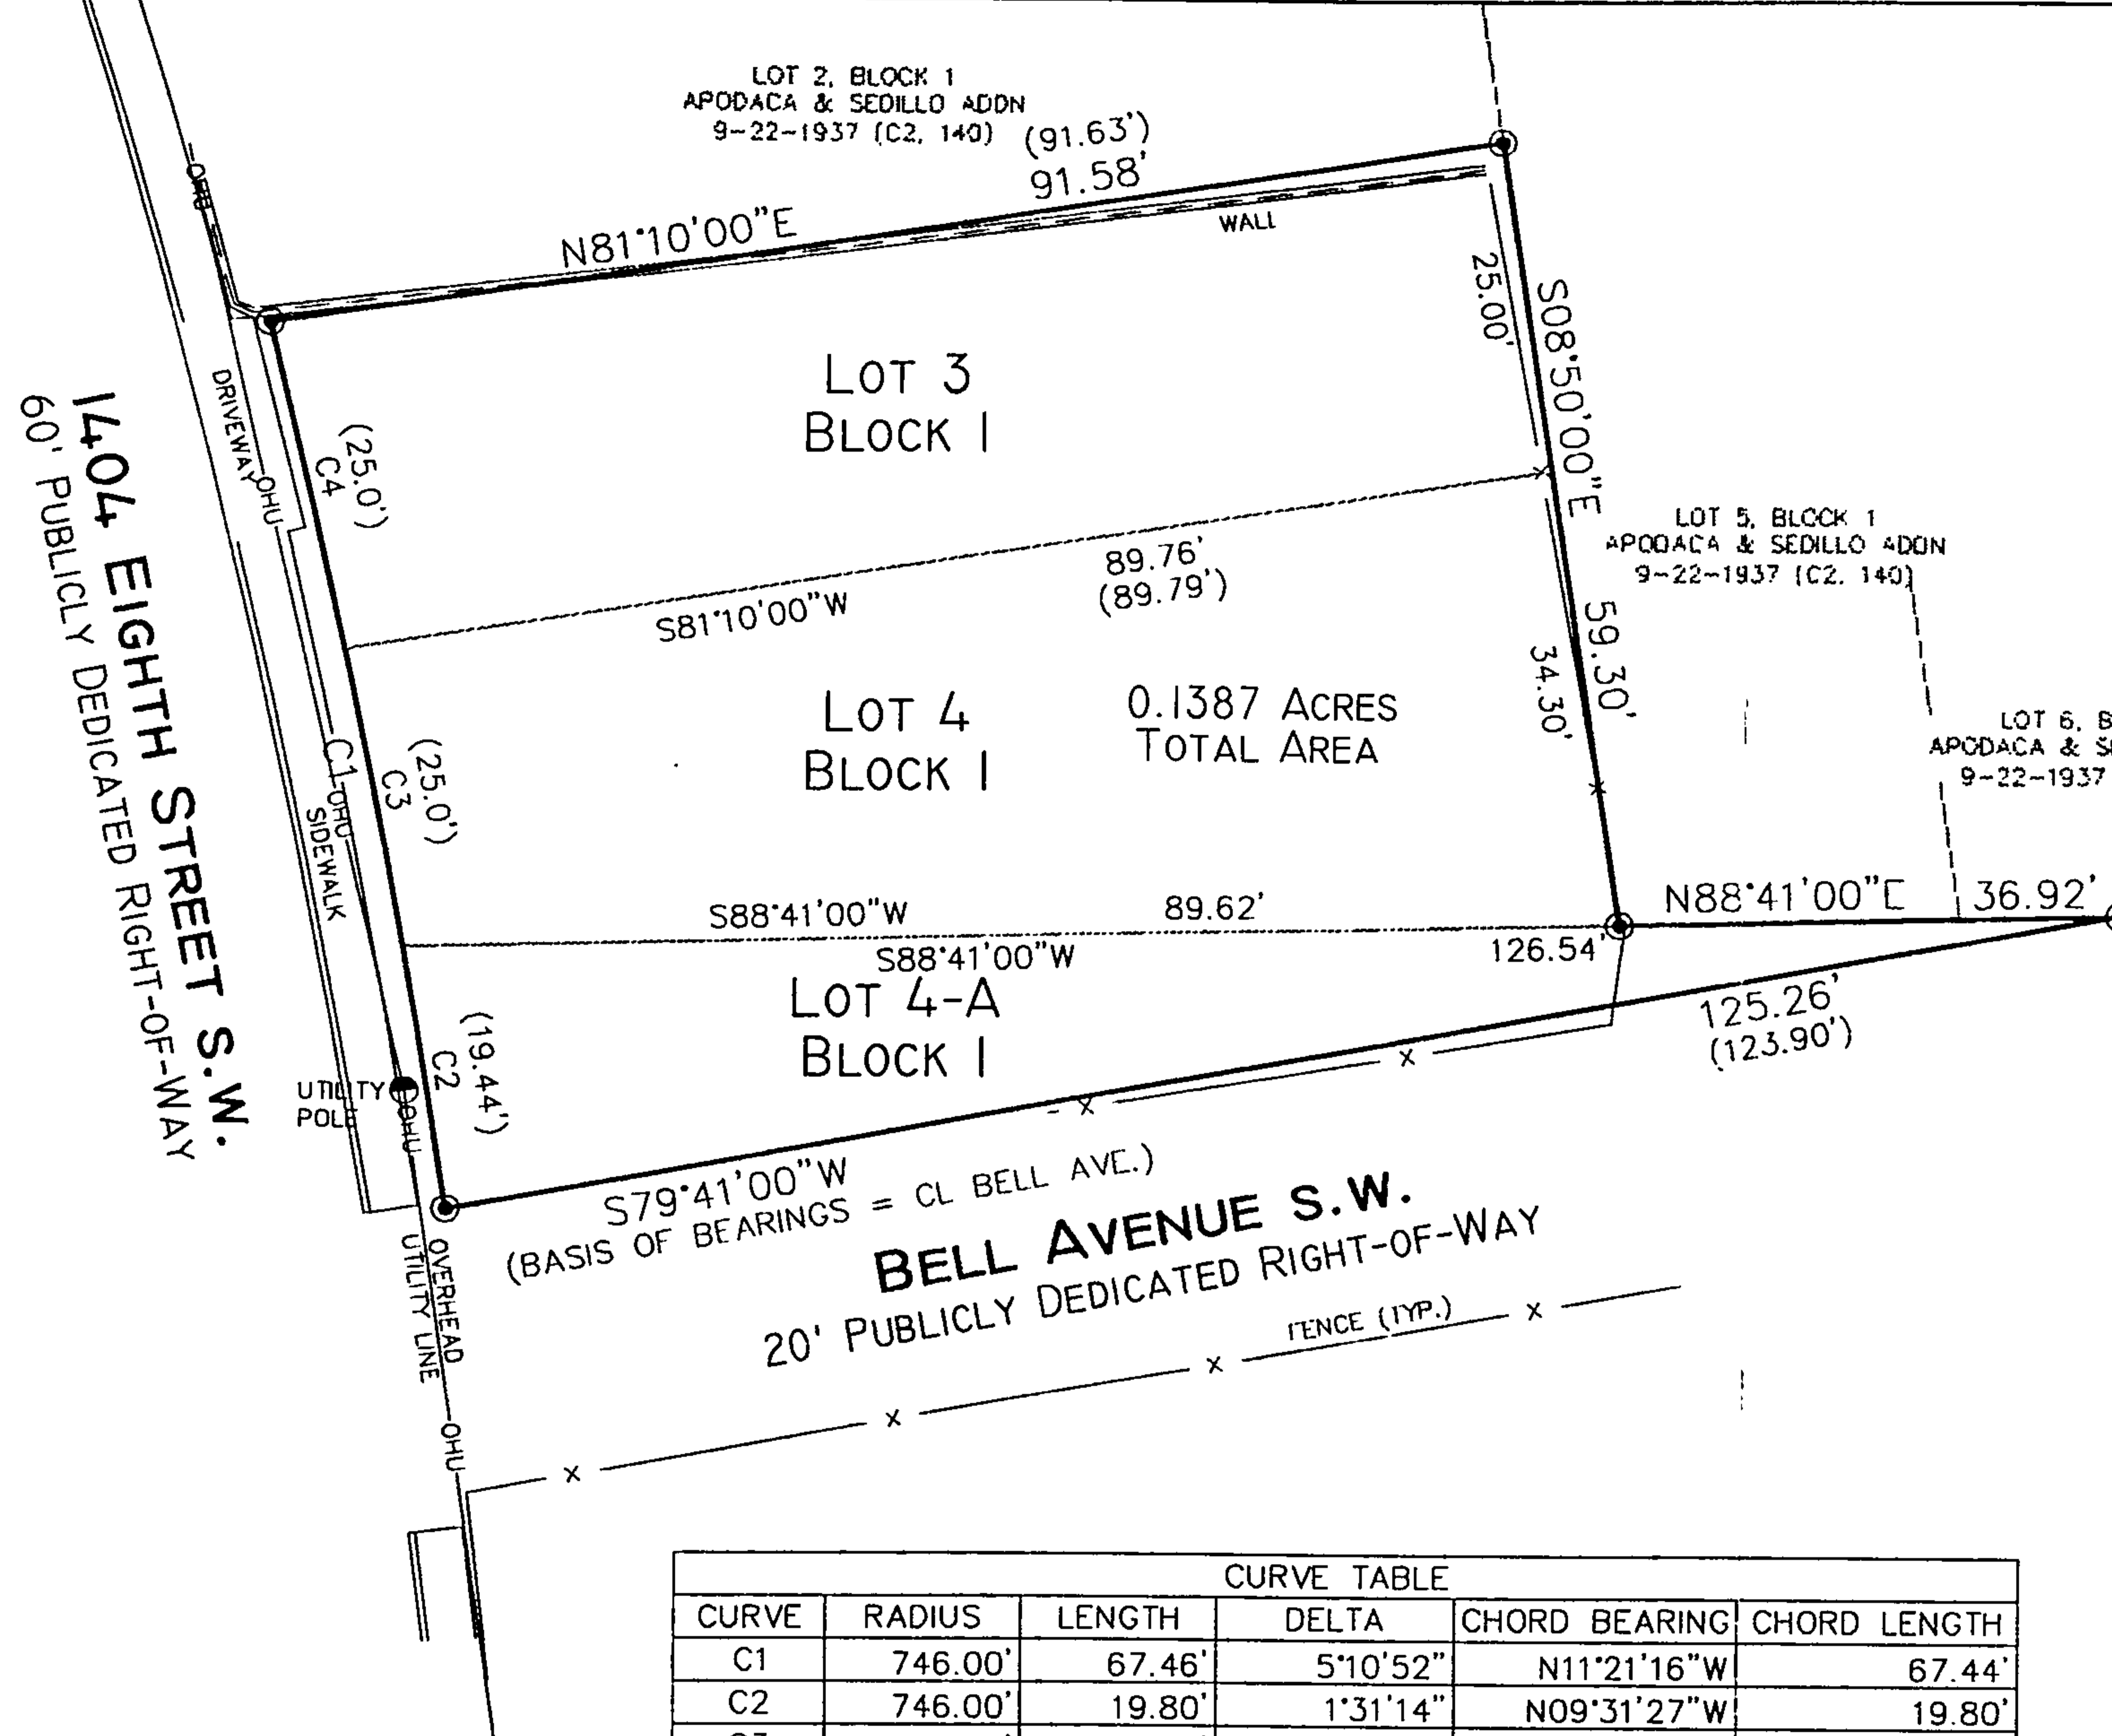 LOT 2, BLOCK 1
APODACA & SEDILLO ADDN
9-22-1937 (C2, 140)
(91.63')
91.58'
N81°10'00"E
WALL
OHU
25.00'
S08°50'00"E
59.30'
34.30'
LOT 3
BLOCK 1
DRIVEWAY
OHU
(25.0')
C4
1404 EIGHTH STREET S.W.
60' PUBLICLY DEDICATED RIGHT-OF-WAY
89.76'
(89.79')
S81°10'00"W
LOT 5, BLOCK 1
APODACA & SEDILLO ADDN
9-22-1937 (C2, 140)
LOT 4
BLOCK 1
0.1387 ACRES
TOTAL AREA
LOT 6, B
APODACA & S
9-22-1937
(25.0')
C3
C1
OHU
SIDEWALK
S88°41'00"W
89.62'
S88°41'00"W
126.54'
N88°41'00"E
36.92'
LOT 4-A
BLOCK 1
125.26'
(123.90')
(19.44')
C2
UTILITY
POLE
OHU
S79°41'00"W
(BASIS OF BEARINGS = CL BELL AVE.)
BELL AVENUE S.W.
20' PUBLICLY DEDICATED RIGHT-OF-WAY
OVERHEAD
UTILITY LINE
OHU
X
X
FENCE (TYP.)
X
X
X
X
CURVE TABLE
CURVE RADIUS LENGTH DELTA CHORD BEARING CHORD LENGTH
C1 746.00' 67.46' 5°10'52" N11°21'16"W 67.44'
C2 746.00' 19.80' 1°31'14" N09°31'27"W 19.80'